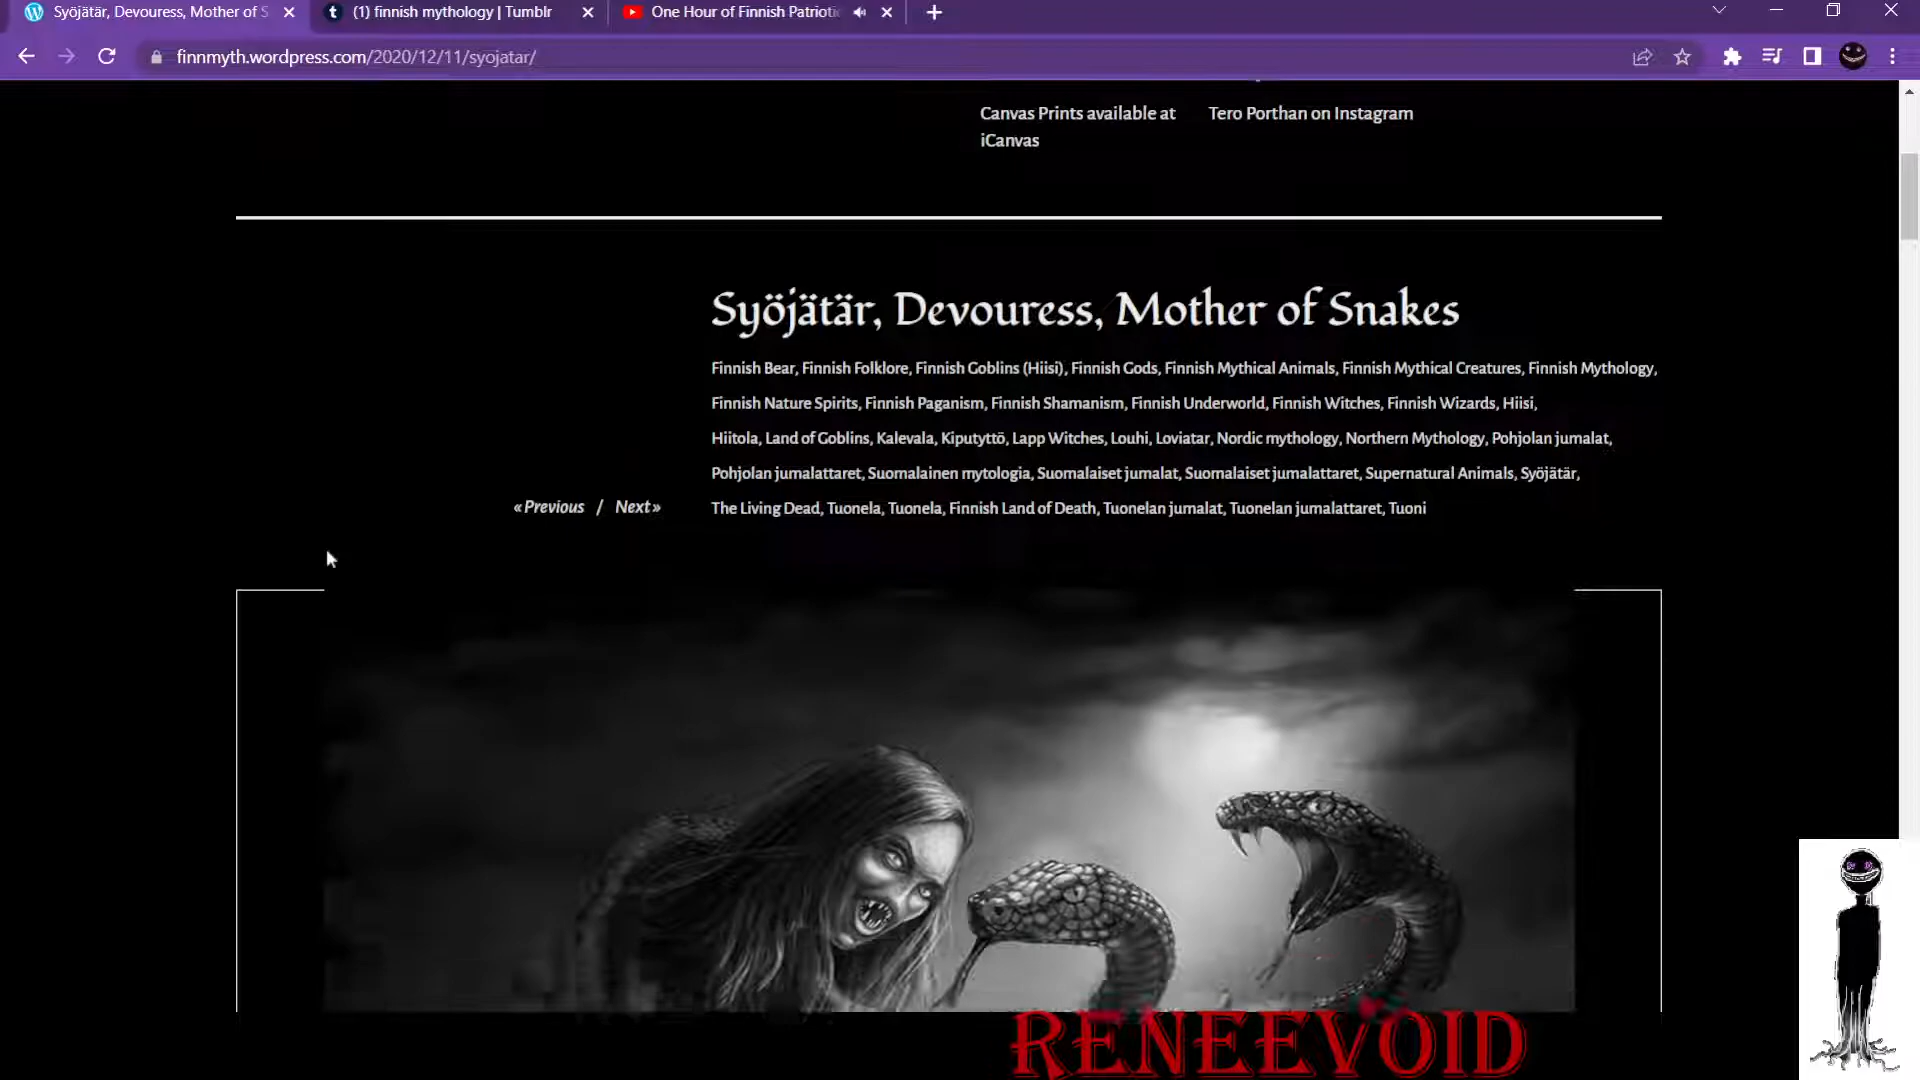 Syöjätär, Devouress, Mother of S
(1) finnish mythology | Tumblr
One Hour of Finnish Patriotic
finnmyth.wordpress.com/2020/12/11/syojatar/
Canvas Prints available at
iCanvas
Tero Porthan on Instagram
Syöjätär, Devouress, Mother of Snakes
Finnish Bear, Finnish Folklore, Finnish Goblins (Hiisi), Finnish Gods, Finnish Mythical Animals, Finnish Mythical Creatures, Finnish Mythology,
Finnish Nature Spirits, Finnish Paganism, Finnish Shamanism, Finnish Underworld, Finnish Witches, Finnish Wizards, Hiisi,
Hiitola, Land of Goblins, Kalevala, Kiputyttö, Lapp Witches, Louhi, Loviatar, Nordic mythology, Northern Mythology, Pohjolan jumalat,
Pohjolan jumalattaret, Suomalainen mytologia, Suomalaiset jumalat, Suomalaiset jumalattaret, Supernatural Animals, Syöjätär,
« Previous / Next »
The Living Dead, Tuonela, Tuonela, Finnish Land of Death, Tuonelan jumalat, Tuonelan jumalattaret, Tuoni
RENEEVOID